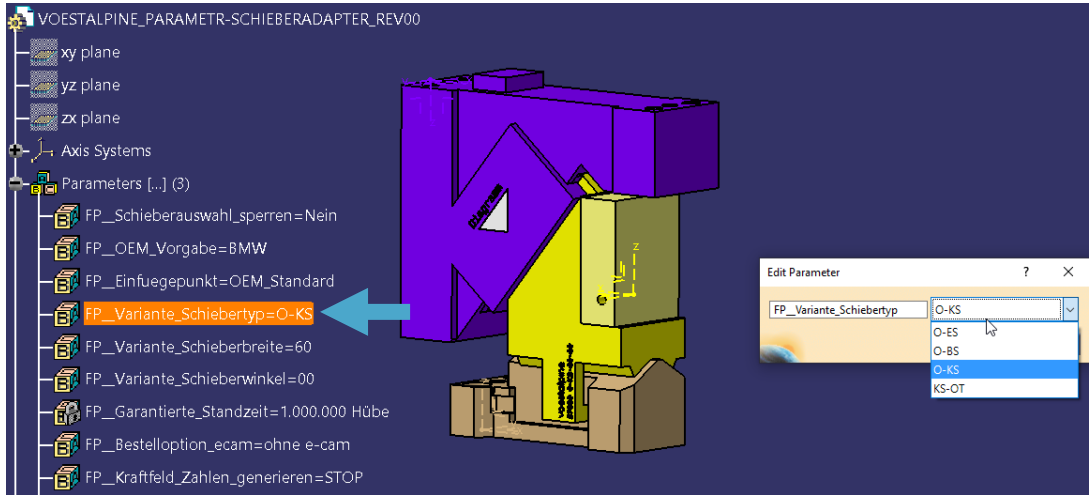 VOESTALPINE_PARAMETR-SCHIEBERADAPTER_REV00
xy plane
yz plane
zx plane
Axis Systems
Parameters [...] (3)
FP__Schieberauswahl_sperren=Nein
FP__OEM_Vorgabe=BMW
FP__Einfuegepunkt=OEM_Standard
FP__Variante_Schiebertyp=O-KS
FP__Variante_Schieberbreite=60
FP__Variante_Schieberwinkel=00
FP__Garantierte_Standzeit=1.000.000 Hübe
FP__Bestelloption_ecam=ohne e-cam
FP__Kraftfeld_Zahlen_generieren=STOP
Diagramm
z
voestalpine
Edit Parameter
?
FP__Variante_Schiebertyp
O-KS
O-ES
O-BS
O-KS
KS-OT